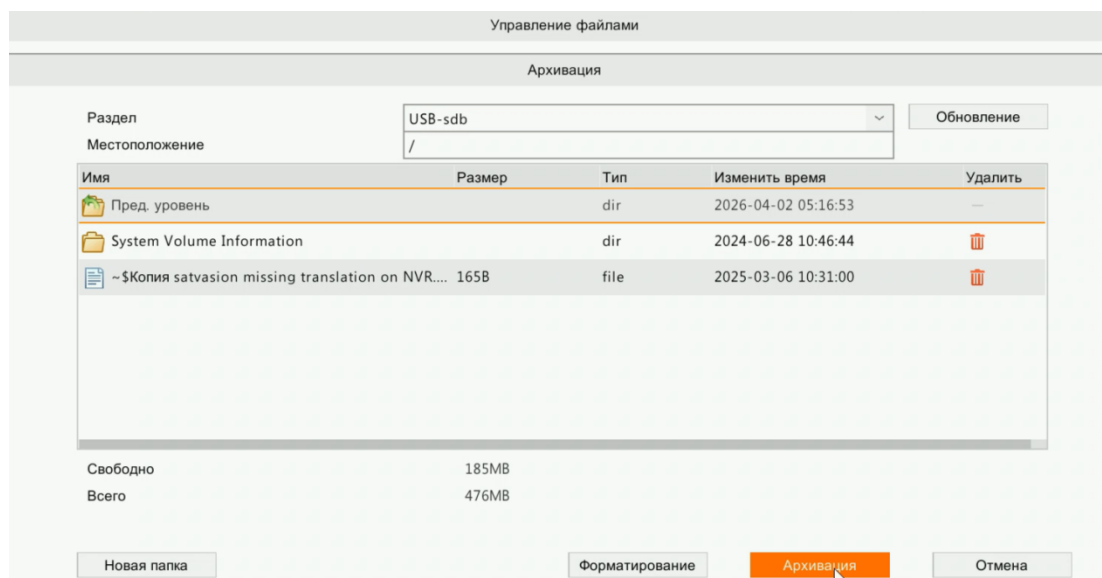 Управление файлами
Архивация
Раздел USB-sdb Обновление
Местоположение /
Имя Размер Тип Изменить время Удалить
Пред. уровень dir 2026-04-02 05:16:53 —
System Volume Information dir 2024-06-28 10:46:44
~$Копия satvasion missing translation on NVR.... 165B file 2025-03-06 10:31:00
Свободно 185MB
Всего 476MB
Новая папка Форматирование Архивация Отмена